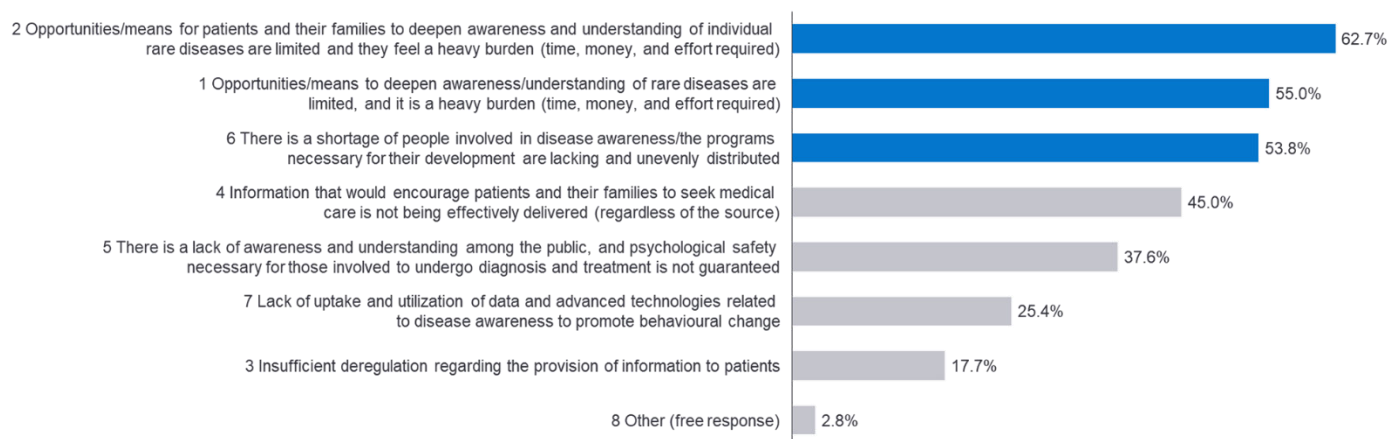 2 Opportunities/means for patients and their families to deepen awareness and understanding of individual
rare diseases are limited and they feel a heavy burden (time, money, and effort required)
62.7%
1 Opportunities/means to deepen awareness/understanding of rare diseases are
limited, and it is a heavy burden (time, money, and effort required)
55.0%
6 There is a shortage of people involved in disease awareness/the programs
necessary for their development are lacking and unevenly distributed
53.8%
4 Information that would encourage patients and their families to seek medical
care is not being effectively delivered (regardless of the source)
45.0%
5 There is a lack of awareness and understanding among the public, and psychological safety
necessary for those involved to undergo diagnosis and treatment is not guaranteed
37.6%
7 Lack of uptake and utilization of data and advanced technologies related
to disease awareness to promote behavioural change
25.4%
3 Insufficient deregulation regarding the provision of information to patients
17.7%
8 Other (free response)
2.8%